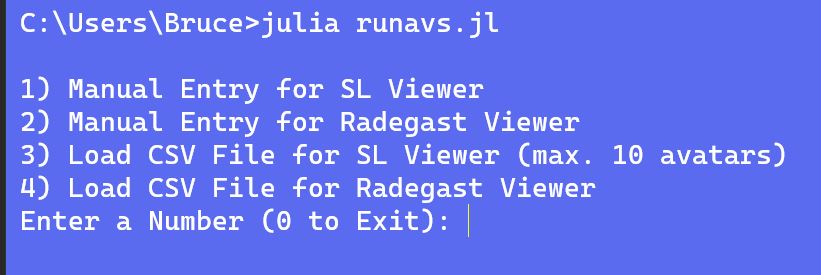 C:\Users\Bruce>julia runavs.jl
1) Manual Entry for SL Viewer
2) Manual Entry for Radegast Viewer
3) Load CSV File for SL Viewer (max. 10 avatars)
4) Load CSV File for Radegast Viewer
Enter a Number (0 to Exit):